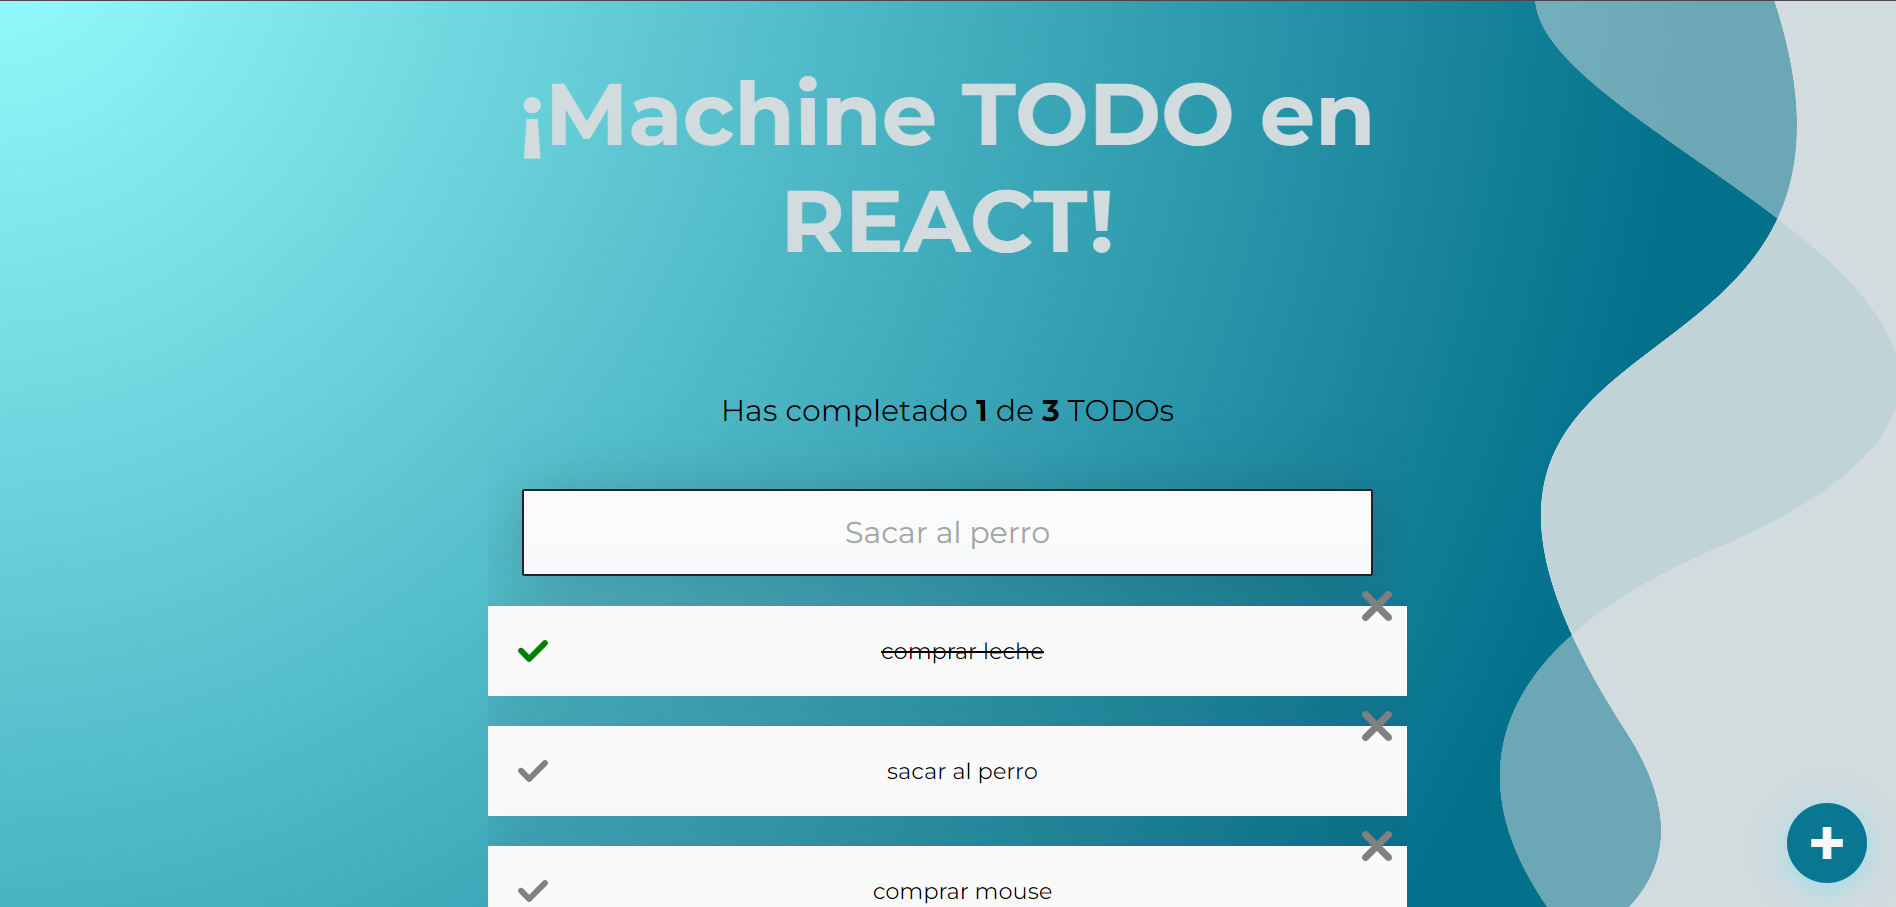 ¡Machine TODO en
REACT!
Has completado 1 de 3 TODOs
Sacar al perro
comprar leche
sacar al perro
comprar mouse